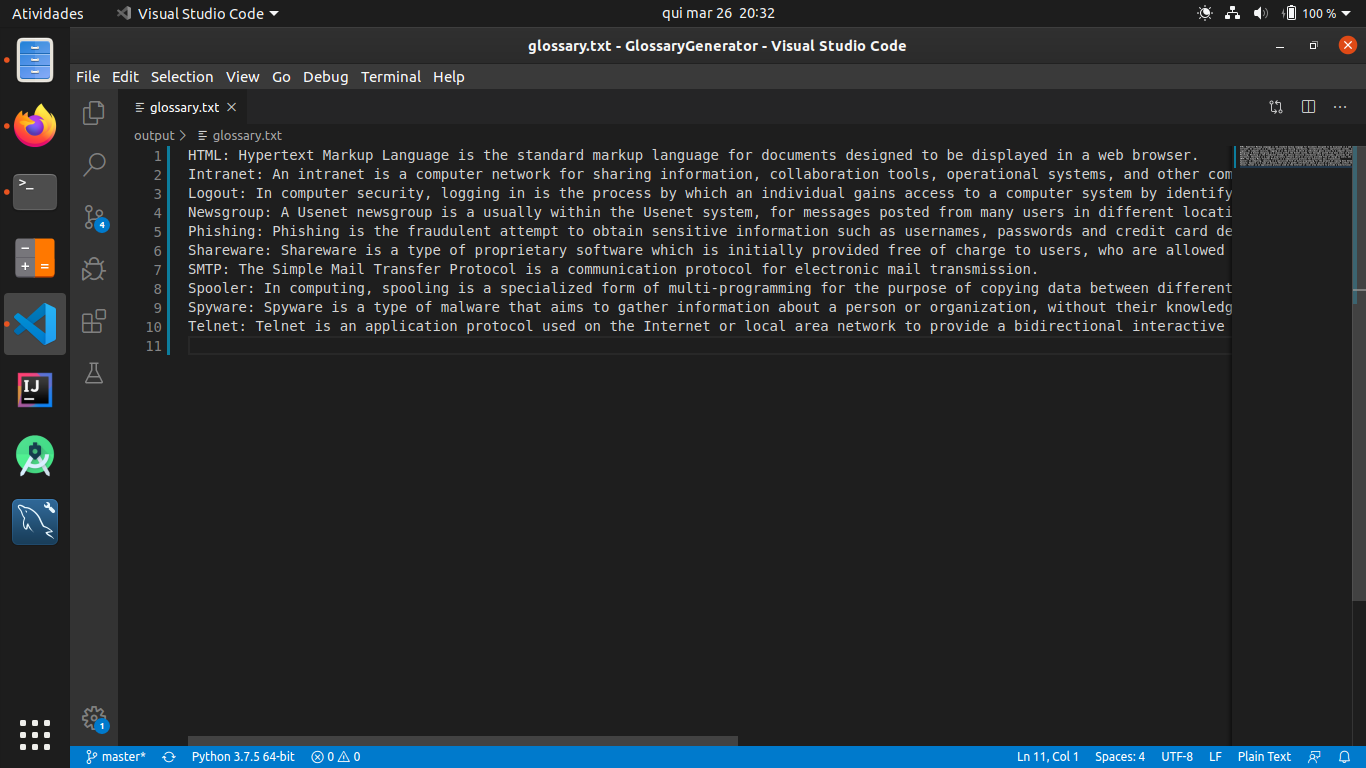 Atividades Visual Studio Code qui mar 26 20:32 100 %
glossary.txt - GlossaryGenerator - Visual Studio Code
File Edit Selection View Go Debug Terminal Help
glossary.txt
output glossary.txt
1 HTML: Hypertext Markup Language is the standard markup language for documents designed to be displayed in a web browser.
2 Intranet: An intranet is a computer network for sharing information, collaboration tools, operational systems, and other com
3 Logout: In computer security, logging in is the process by which an individual gains access to a computer system by identify
4 Newsgroup: A Usenet newsgroup is a usually within the Usenet system, for messages posted from many users in different locati
5 Phishing: Phishing is the fraudulent attempt to obtain sensitive information such as usernames, passwords and credit card de
6 Shareware: Shareware is a type of proprietary software which is initially provided free of charge to users, who are allowed
7 SMTP: The Simple Mail Transfer Protocol is a communication protocol for electronic mail transmission.
8 Spooler: In computing, spooling is a specialized form of multi-programming for the purpose of copying data between different
9 Spyware: Spyware is a type of malware that aims to gather information about a person or organization, without their knowledg
10 Telnet: Telnet is an application protocol used on the Internet or local area network to provide a bidirectional interactive
11
4
IJ
1
master* Python 3.7.5 64-bit 0 0 Ln 11, Col 1 Spaces: 4 UTF-8 LF Plain Text